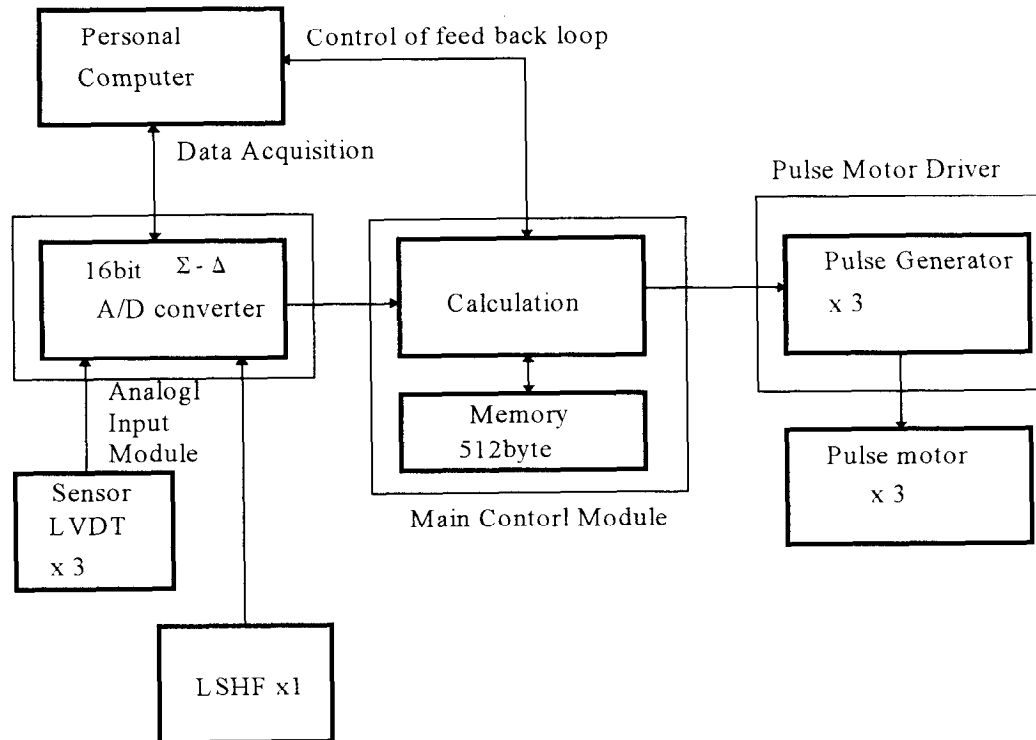 Personal
Computer
Control of feed back loop
Data Acquisition
Pulse Motor Driver
16bit Σ - Δ
A/D converter
Calculation
Pulse Generator
x 3
Analogl
Input
Module
Memory
512byte
Pulse motor
x 3
Sensor
LVDT
x 3
Main Contorl Module
LSHF x1